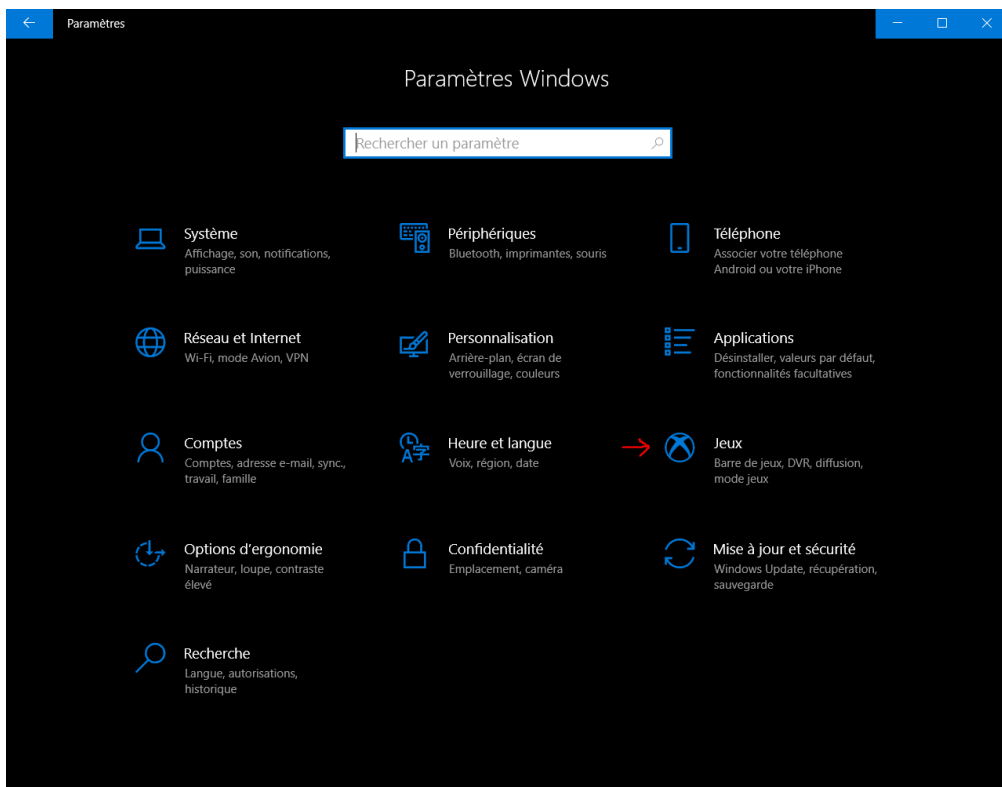 Paramètres
Paramètres Windows
Rechercher un paramètre
Système
Affichage, son, notifications,
puissance
Périphériques
Bluetooth, imprimantes, souris
Téléphone
Associer votre téléphone
Android ou votre iPhone
Réseau et Internet
Wi-Fi, mode Avion, VPN
Personnalisation
Arrière-plan, écran de
verrouillage, couleurs
Applications
Désinstaller, valeurs par défaut,
fonctionnalités facultatives
Comptes
Comptes, adresse e-mail, sync.,
travail, famille
Heure et langue
Voix, région, date
Jeux
Barre de jeux, DVR, diffusion,
mode jeux
Options d'ergonomie
Narrateur, loupe, contraste
élevé
Confidentialité
Emplacement, caméra
Mise à jour et sécurité
Windows Update, récupération,
sauvegarde
Recherche
Langue, autorisations,
historique